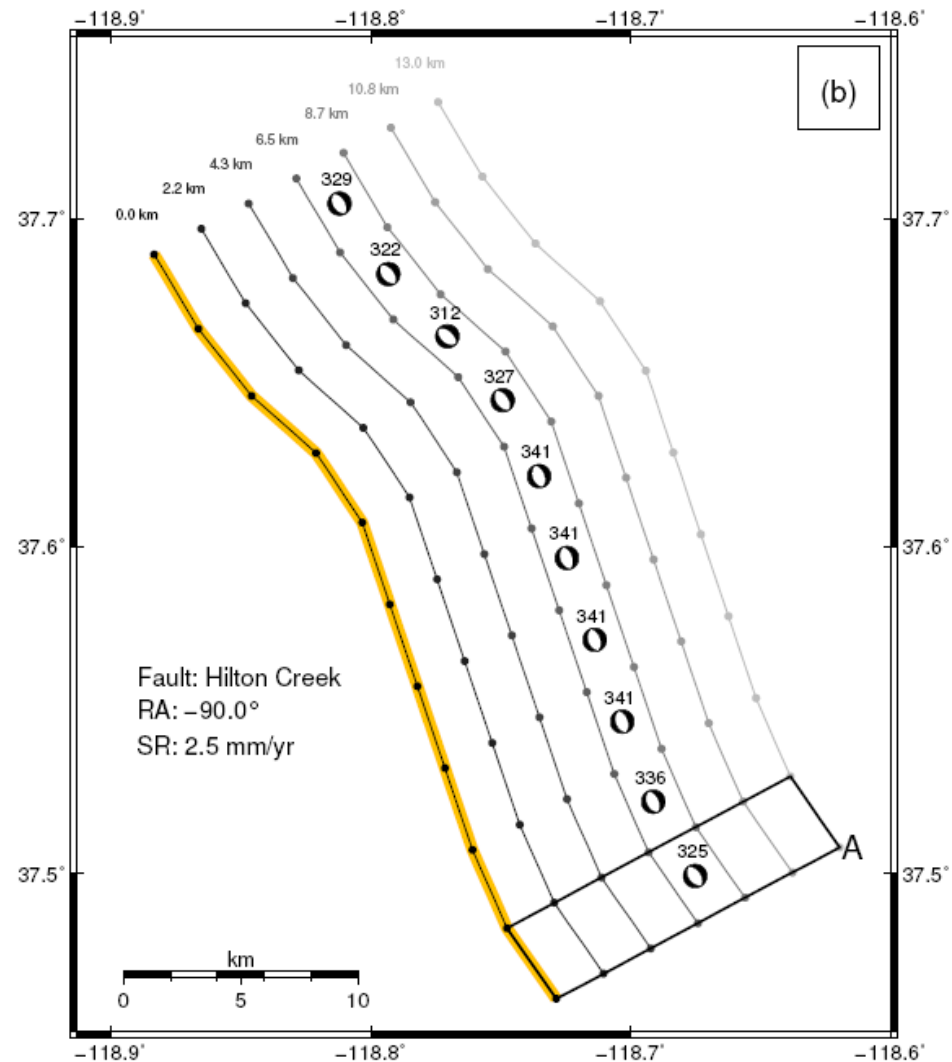 −118.9˚ −118.8˚ −118.7˚ −118.6˚
13.0 km
(b)
10.8 km
8.7 km
6.5 km
4.3 km
329
2.2 km
0.0 km
37.7˚ 37.7˚
322
312
327
341
341
37.6˚ 37.6˚
341
Fault: Hilton Creek
RA: −90.0°
SR: 2.5 mm/yr
341
336
325
A
37.5˚ 37.5˚
km
0 5 10
−118.9˚ −118.8˚ −118.7˚ −118.6˚